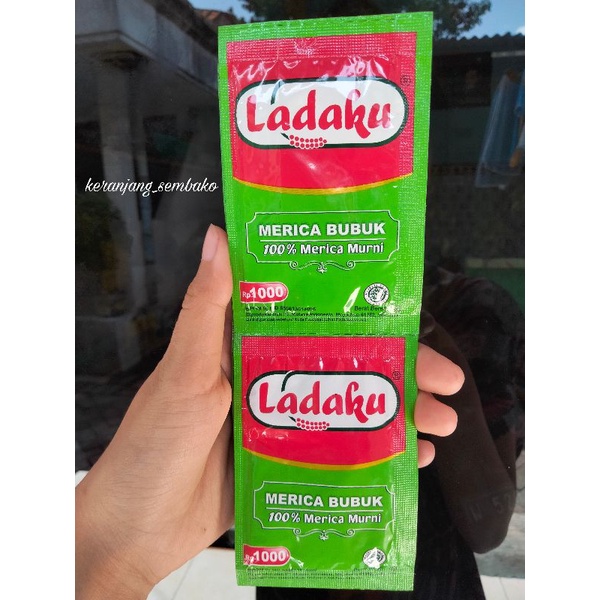 Ladaku
®
keranjang_sembako
MERICA BUBUK
100% Merica Murni
Rp1000
Ladaku
®
MERICA BUBUK
100% Merica Murni
Rp1000